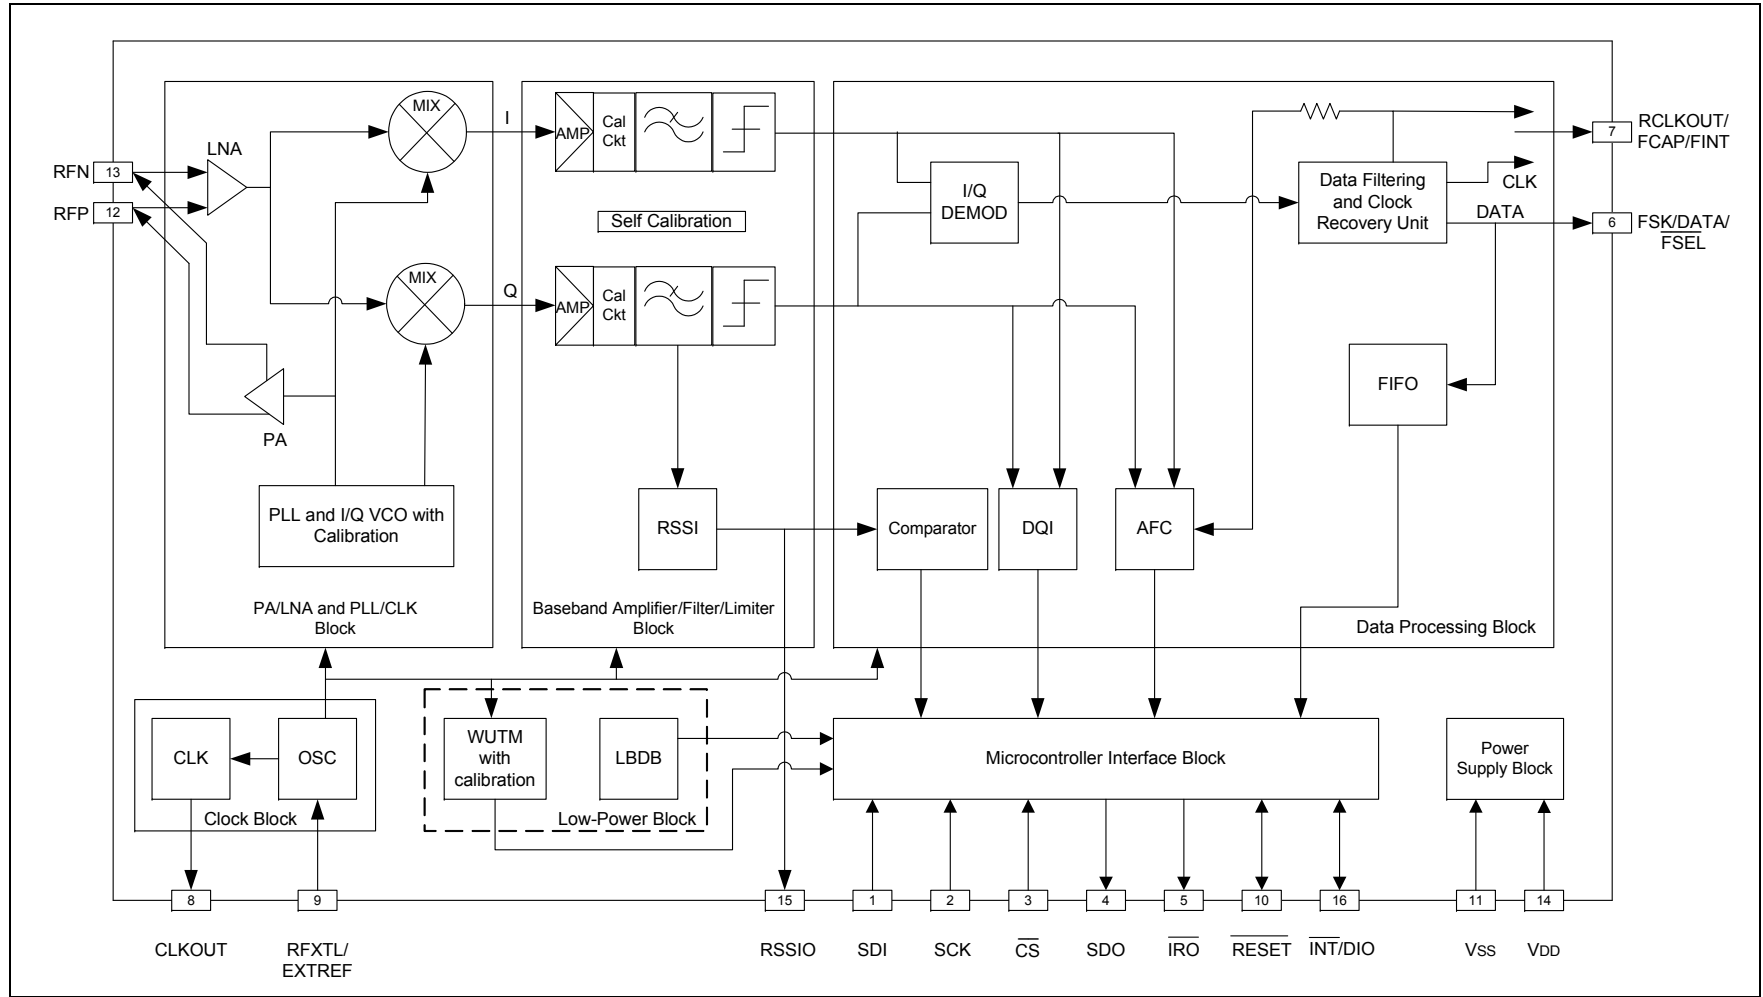 MIX
I
AMP
Cal
Ckt
LNA
RFN
13
RFP
12
Self Calibration
I/Q
DEMOD
Data Filtering
and Clock
Recovery Unit
CLK
DATA
7
RCLKOUT/
FCAP/FINT
6
FSK/DATA/
FSEL
MIX
Q
AMP
Cal
Ckt
PA
FIFO
PLL and I/Q VCO with
Calibration
RSSI
Comparator
DQI
AFC
PA/LNA and PLL/CLK
Block
Baseband Amplifier/Filter/Limiter
Block
Data Processing Block
CLK
OSC
Clock Block
WUTM
with
calibration
LBDB
Low-Power Block
Microcontroller Interface Block
Power
Supply Block
8
9
15
1
2
3
4
5
10
16
11
14
CLKOUT
RFXTL/
EXTREF
RSSIO
SDI
SCK
CS
SDO
IRO
RESET
INT/DIO
VSS
VDD